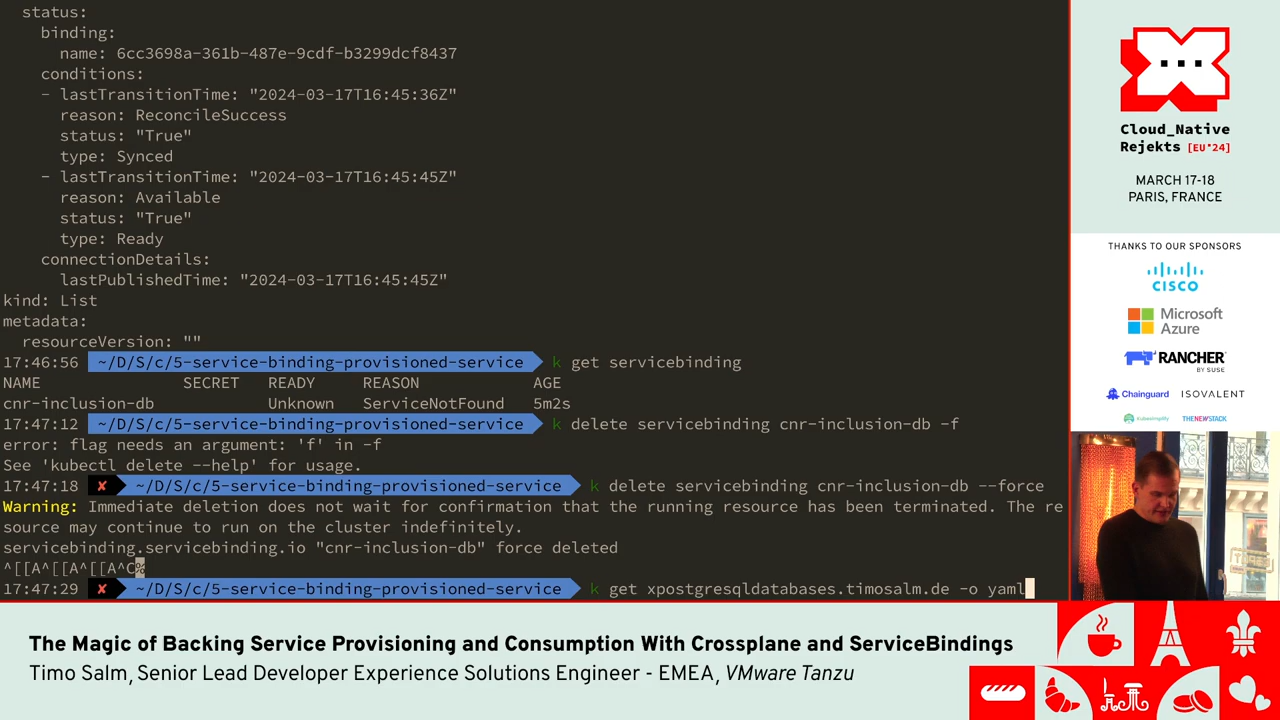 status:
binding:
name: 6cc3698a-361b-487e-9cdf-b3299dcf8437
conditions:
- lastTransitionTime: "2024-03-17T16:45:36Z"
reason: ReconcileSuccess
status: "True"
type: Synced
- lastTransitionTime: "2024-03-17T16:45:45Z"
reason: Available
status: "True"
type: Ready
connectionDetails:
lastPublishedTime: "2024-03-17T16:45:45Z"
kind: List
metadata:
resourceVersion: ""
17:46:56 ~/D/S/c/5-service-binding-provisioned-service k get servicebinding
NAME SECRET READY REASON AGE
cnr-inclusion-db Unknown ServiceNotFound 5m2s
17:47:12 ~/D/S/c/5-service-binding-provisioned-service k delete servicebinding cnr-inclusion-db -f
error: flag needs an argument: 'f' in -f
See 'kubectl delete --help' for usage.
17:47:18 ✘ ~/D/S/c/5-service-binding-provisioned-service k delete servicebinding cnr-inclusion-db --force
Warning: Immediate deletion does not wait for confirmation that the running resource has been terminated. The re
source may continue to run on the cluster indefinitely.
servicebinding.servicebinding.io "cnr-inclusion-db" force deleted
^[[A^[[A^[[A^C%
17:47:29 ✘ ~/D/S/c/5-service-binding-provisioned-service k get xpostgresqldatabases.timosalm.de -o yaml
Cloud_Native
Rejekts [EU'24]
MARCH 17-18
PARIS, FRANCE
THANKS TO OUR SPONSORS
CISCO
Microsoft
Azure
RANCHER
BY SUSE
Chainguard
ISOVALENT
Kubesimplify
THENEWSTACK
The Magic of Backing Service Provisioning and Consumption With Crossplane and ServiceBindings
Timo Salm, Senior Lead Developer Experience Solutions Engineer - EMEA, VMware Tanzu